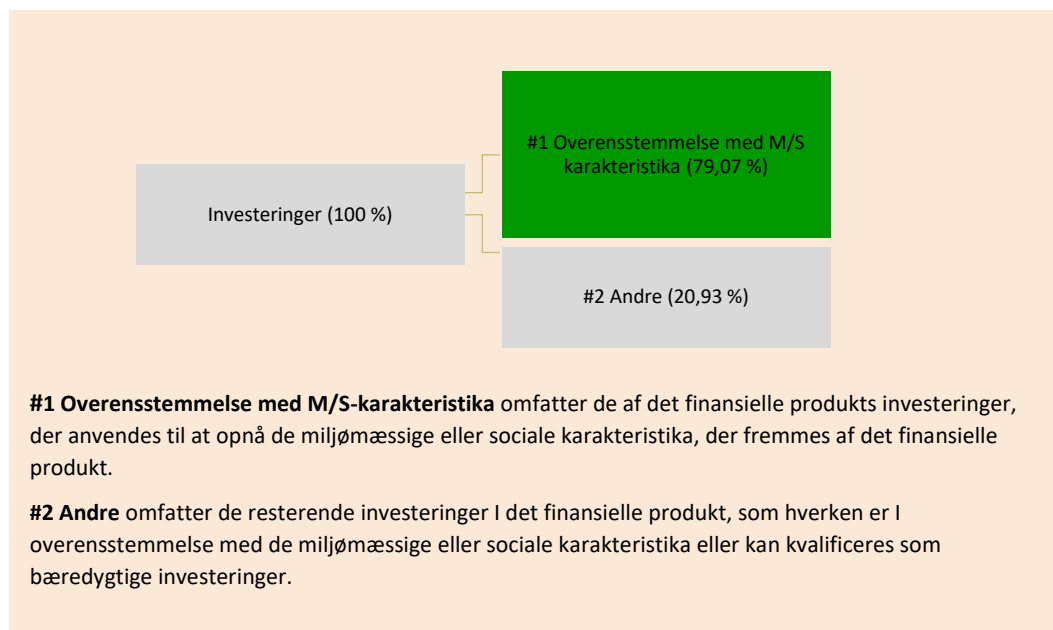 #1 Overensstemmelse med M/S
karakteristika (79,07 %)
Investeringer (100 %)
#2 Andre (20,93 %)
#1 Overensstemmelse med M/S-karakteristika omfatter de af det finansielle produkts investeringer,
der anvendes til at opnå de miljømæssige eller sociale karakteristika, der fremmes af det finansielle
produkt.
#2 Andre omfatter de resterende investeringer I det finansielle produkt, som hverken er I
overensstemmelse med de miljømæssige eller sociale karakteristika eller kan kvalificeres som
bæredygtige investeringer.